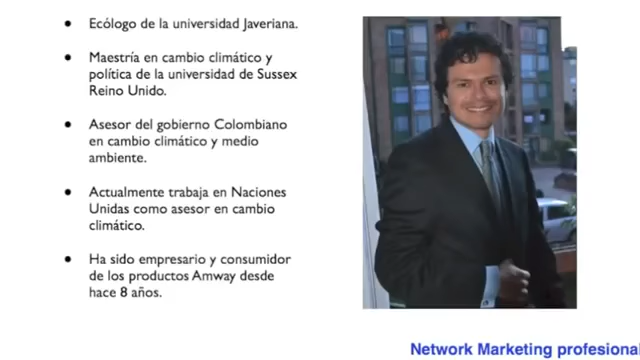 Ecólogo de la universidad Javeriana.
Maestría en cambio climático y
política de la universidad de Sussex
Reino Unido.
Asesor del gobierno Colombiano
en cambio climático y medio
ambiente.
Actualmente trabaja en Naciones
Unidas como asesor en cambio
climático.
Ha sido empresario y consumidor
de los productos Amway desde
hace 8 años.
Network Marketing profesional